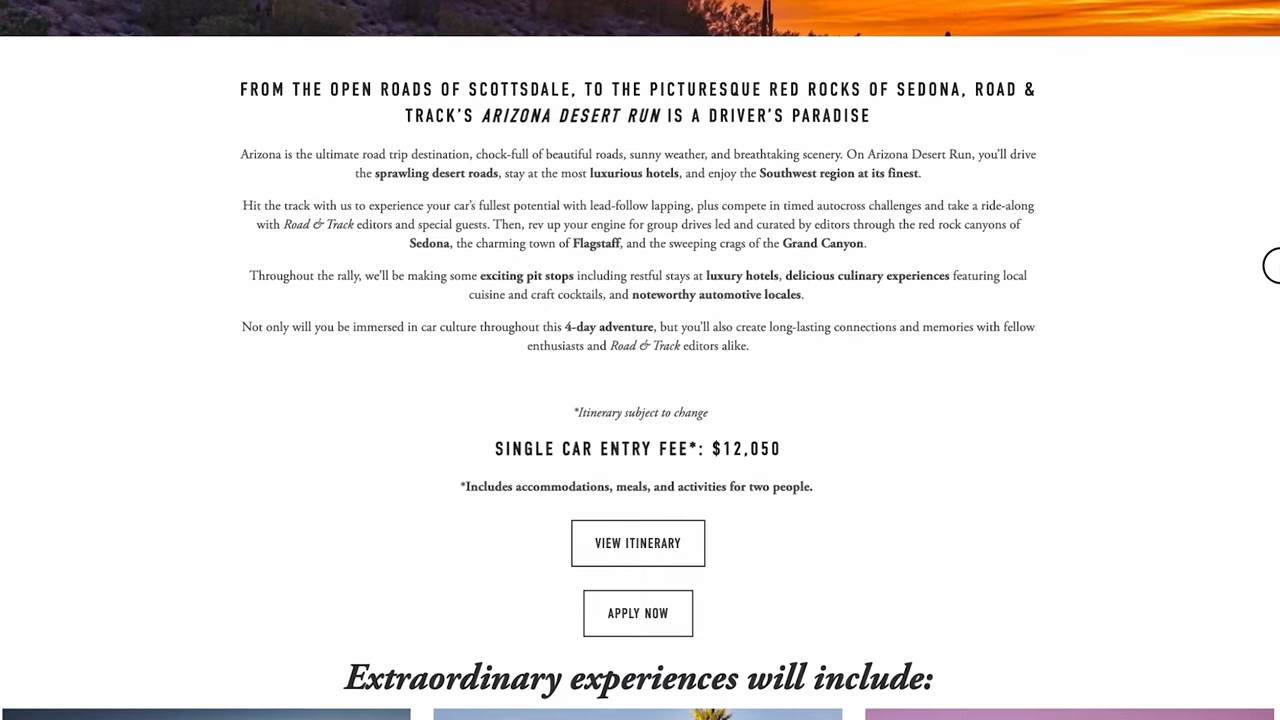 FROM THE OPEN ROADS OF SCOTTSDALE, TO THE PICTURESQUE RED ROCKS OF SEDONA, ROAD &
TRACK'S ARIZONA DESERT RUN IS A DRIVER'S PARADISE
Arizona is the ultimate road trip destination, chock-full of beautiful roads, sunny weather, and breathtaking scenery. On Arizona Desert Run, you'll drive
the sprawling desert roads, stay at the most luxurious hotels, and enjoy the Southwest region at its finest.
Hit the track with us to experience your car's fullest potential with lead-follow lapping, plus compete in timed autocross challenges and take a ride-along
with Road & Track editors and special guests. Then, rev up your engine for group drives led and curated by editors through the red rock canyons of
Sedona, the charming town of Flagstaff, and the sweeping crags of the Grand Canyon.
Throughout the rally, we'll be making some exciting pit stops including restful stays at luxury hotels, delicious culinary experiences featuring local
cuisine and craft cocktails, and noteworthy automotive locales.
Not only will you be immersed in car culture throughout this 4-day adventure, but you'll also create long-lasting connections and memories with fellow
enthusiasts and Road & Track editors alike.
*Itinerary subject to change
SINGLE CAR ENTRY FEE*: $12,050
*Includes accommodations, meals, and activities for two people.
VIEW ITINERARY
APPLY NOW
Extraordinary experiences will include: